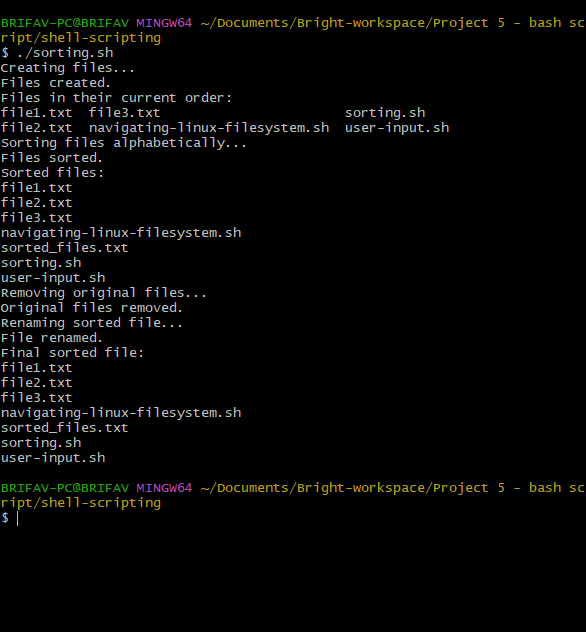 BRIFAV-PC@BRIFAV MINGW64 ~/Documents/Bright-workspace/Project 5 - bash sc
ript/shell-scripting
$ ./sorting.sh
Creating files...
Files created.
Files in their current order:
file1.txt  file3.txt                       sorting.sh
file2.txt  navigating-linux-filesystem.sh  user-input.sh
Sorting files alphabetically...
Files sorted.
Sorted files:
file1.txt
file2.txt
file3.txt
navigating-linux-filesystem.sh
sorted_files.txt
sorting.sh
user-input.sh
Removing original files...
Original files removed.
Renaming sorted file...
File renamed.
Final sorted file:
file1.txt
file2.txt
file3.txt
navigating-linux-filesystem.sh
sorted_files.txt
sorting.sh
user-input.sh
BRIFAV-PC@BRIFAV MINGW64 ~/Documents/Bright-workspace/Project 5 - bash sc
ript/shell-scripting
$